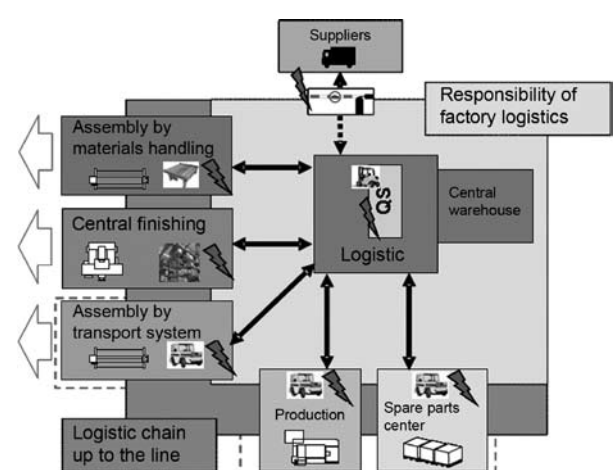 Suppliers
Responsibility of
factory logistics
Assembly by
materials handling
Central finishing
QS
Logistic
Central
warehouse
Assembly by
transport system
Production
Spare parts
center
Logistic chain
up to the line